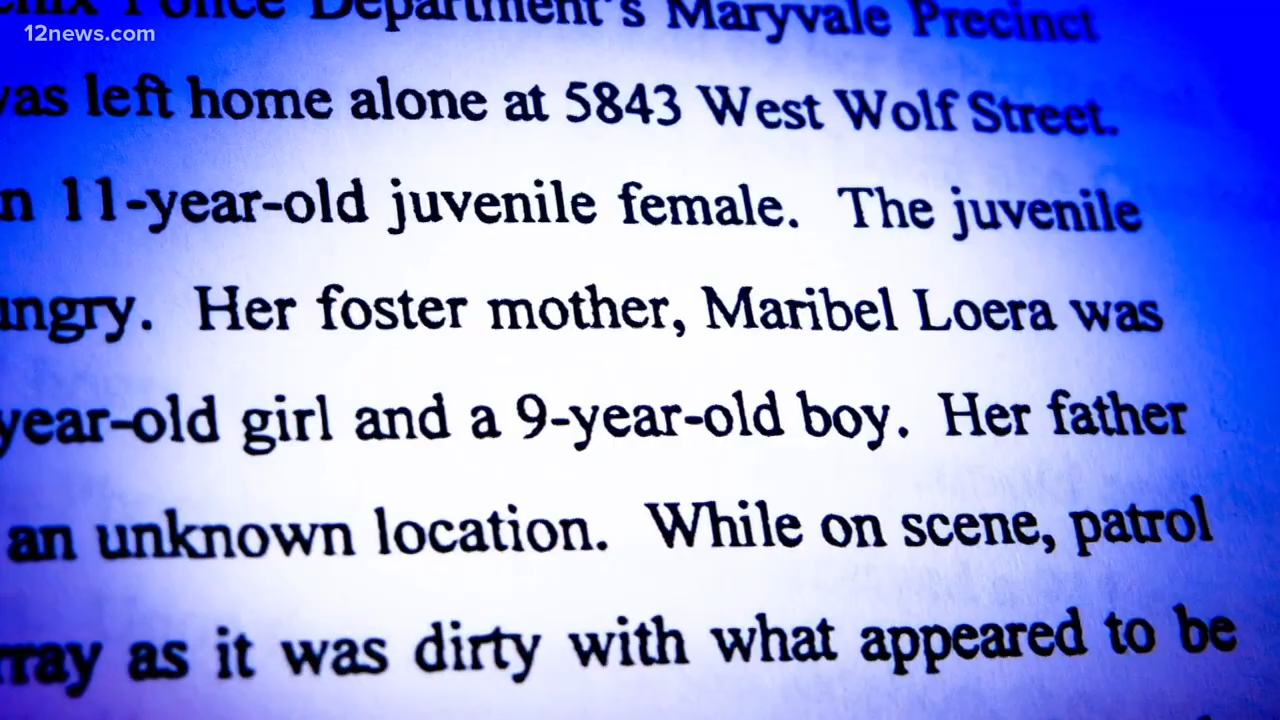 12news.com
Police Department's Maryvale Precinct
was left home alone at 5843 West Wolf Street.
n 11-year-old juvenile female. The juvenile
ngry. Her foster mother, Maribel Loera was
year-old girl and a 9-year-old boy. Her father
an unknown location. While on scene, patrol
rray as it was dirty with what appeared to be